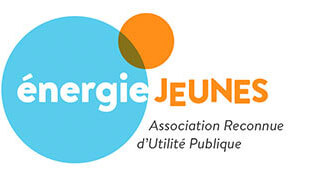 énergieJEUNES
Association Reconnue
d'Utilité Publique